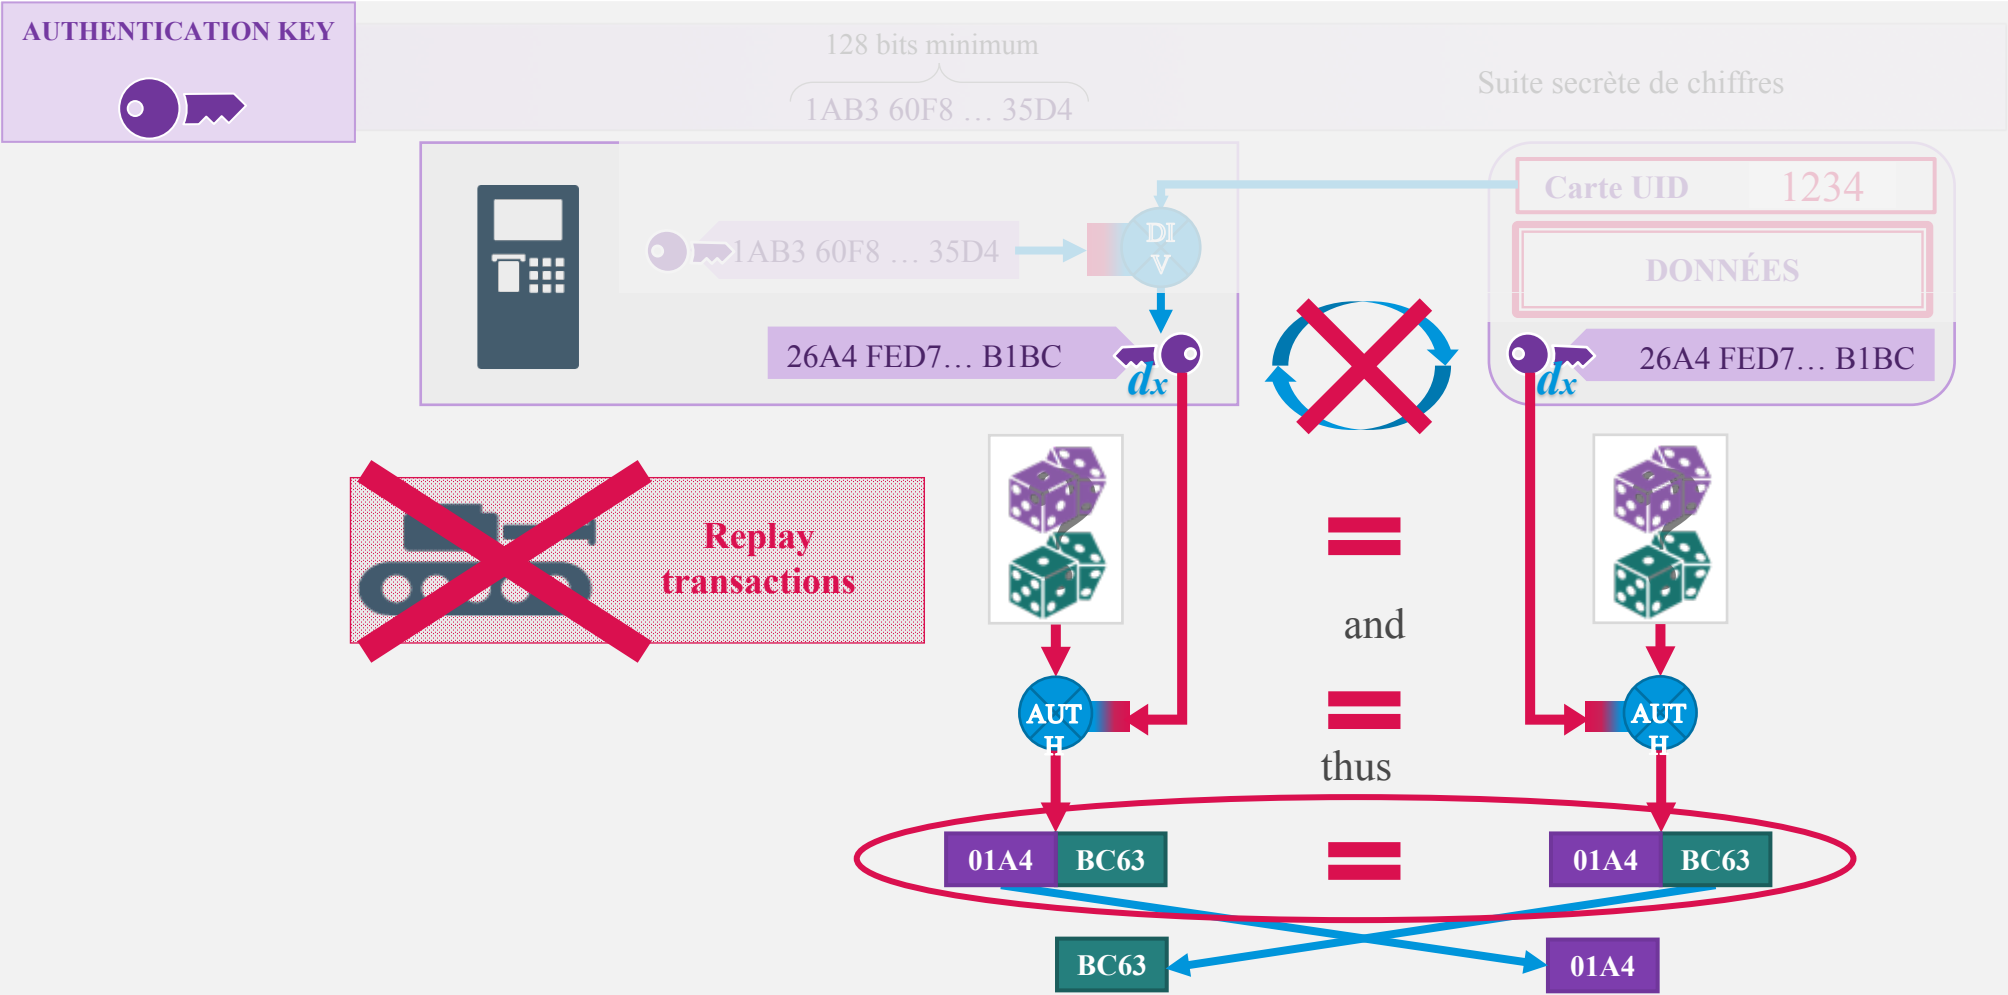 AUTHENTICATION KEY
128 bits minimum
1AB3 60F8 … 35D4
Suite secrète de chiffres
Carte UID 1234
DI
V
1AB3 60F8 … 35D4
DONNÉES
26A4 FED7… B1BC
dx
26A4 FED7… B1BC
dx
Replay
transactions
and
AUT
H
AUT
H
thus
01A4 BC63
01A4 BC63
BC63
01A4